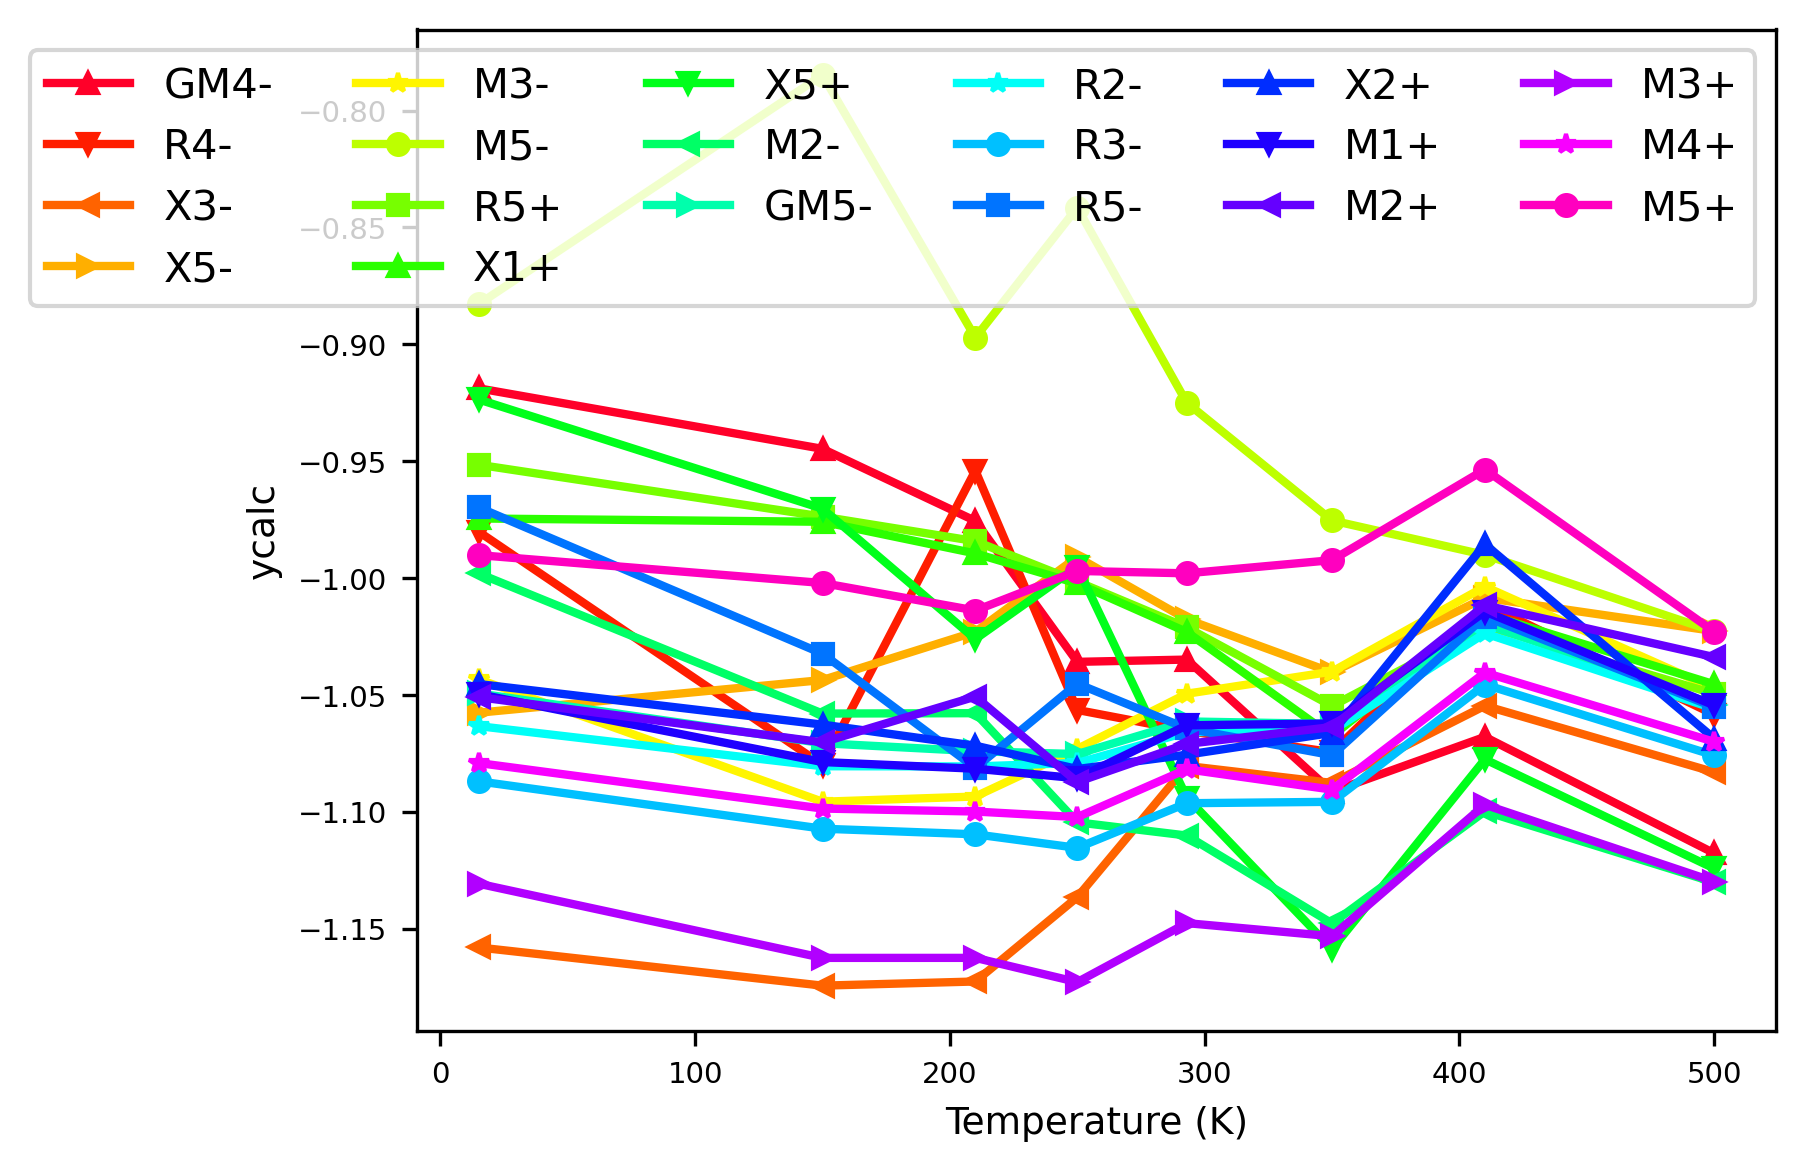 GM4- M3- X5+ R2- X2+ M3+
−0.80
R4- M5- M2- R3- M1+ M4+
X3- R5+ GM5- R5- M2+ M5+
−0.85
X5- X1+
−0.90
−0.95
−1.00
−1.05
−1.10
−1.15
ycalc
0 100 200 300 400 500
Temperature (K)